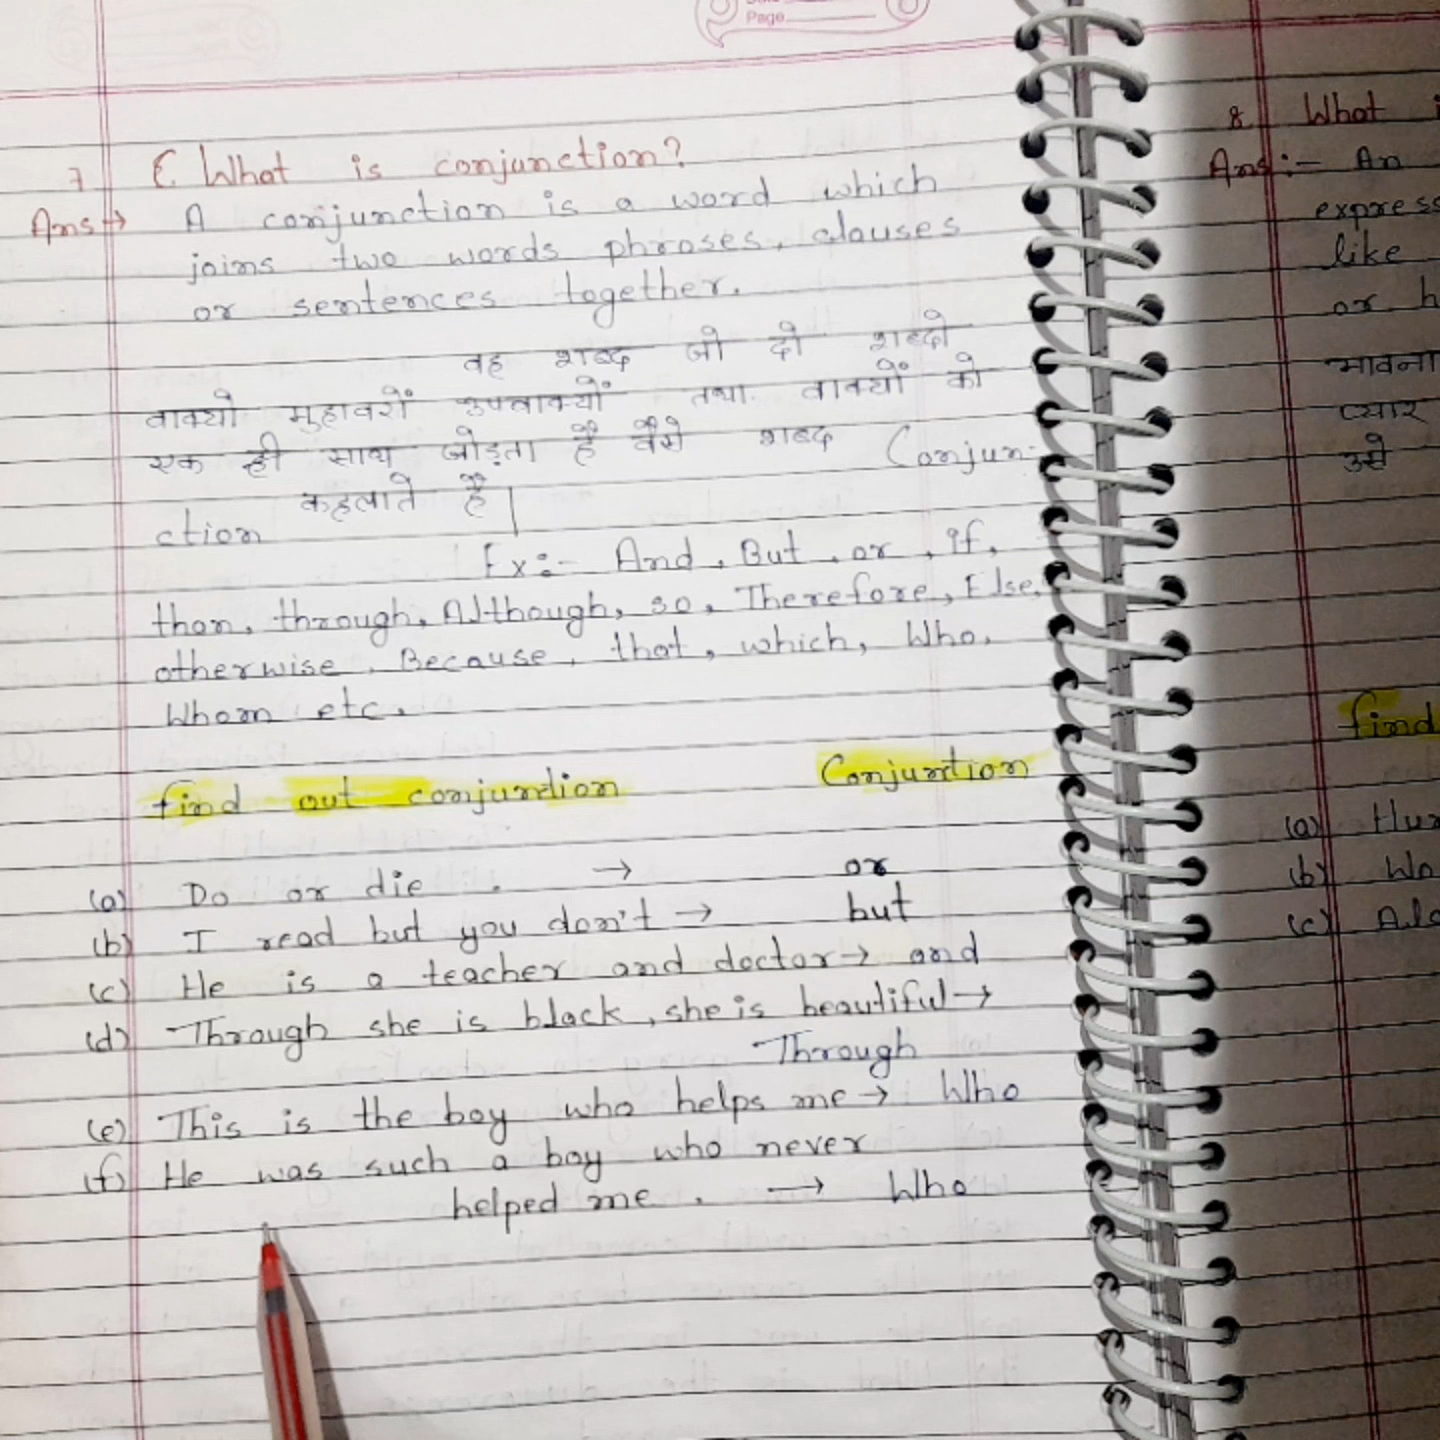 Page
7 E. What is conjunction?
Ans→ A conjunction is a word which
joins two words phrases, clauses
or sentences together.
वह शब्द जो दो शब्दो
वाक्यो मुहावरों उपवाक्यों तथा वाक्यों को
एक ही साथ जोड़ता है वैसे शब्द Conjun-
ction कहलाते है|
Ex:- And, But, or, if,
than, through, Although, so, Therefore, Else,
otherwise, Because, that, which, Who,
Whom etc.
find out conjunction Conjunction
(a) Do or die . → or
(b) I read but you don't → but
(c) He is a teacher and doctor → and
(d) Through she is black, she is beautiful →
Through
(e) This is the boy who helps me → Who
(f) He was such a boy who never
helped me . → Who
8. What
Ans:- An
express
like
or h
भावना
प्यार
उसे
find
(a) Hur
(b) Wo
(c) Ala